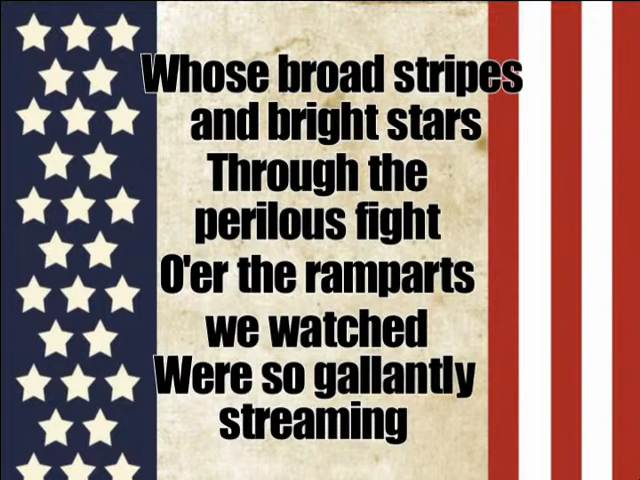 Whose broad stripes
and bright stars
Through the
perilous fight
O'er the ramparts
we watched
Were so gallantly
streaming